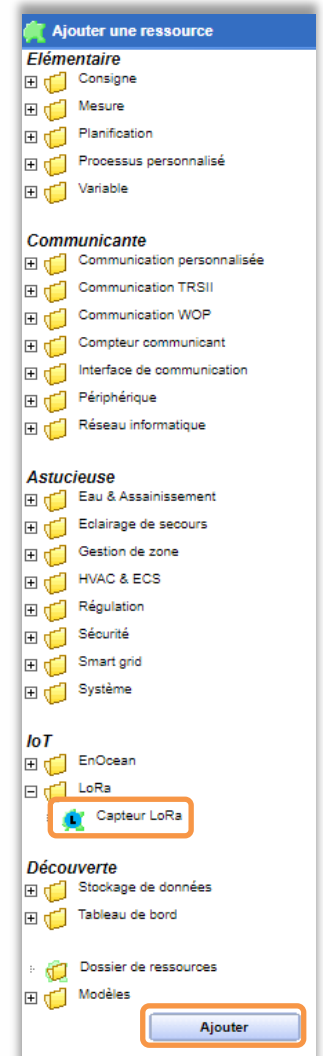 Ajouter une ressource
Elémentaire
Consigne
Mesure
Planification
Processus personnalisé
Variable
Communicante
Communication personnalisée
Communication TRSII
Communication WOP
Compteur communicant
Interface de communication
Périphérique
Réseau informatique
Astucieuse
Eau & Assainissement
Eclairage de secours
Gestion de zone
HVAC & ECS
Régulation
Sécurité
Smart grid
Système
IoT
EnOcean
LoRa
L Capteur LoRa
Découverte
Stockage de données
Tableau de bord
Dossier de ressources
Modèles
Ajouter